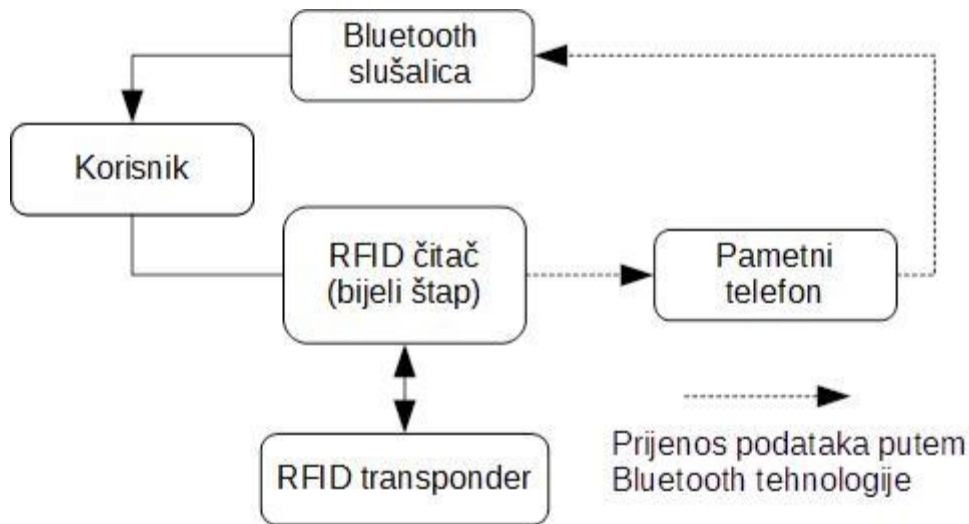 Bluetooth
slušalica
Korisnik
RFID čitač
(bijeli štap)
Pametni
telefon
RFID transponder
Prijenos podataka putem
Bluetooth tehnologije